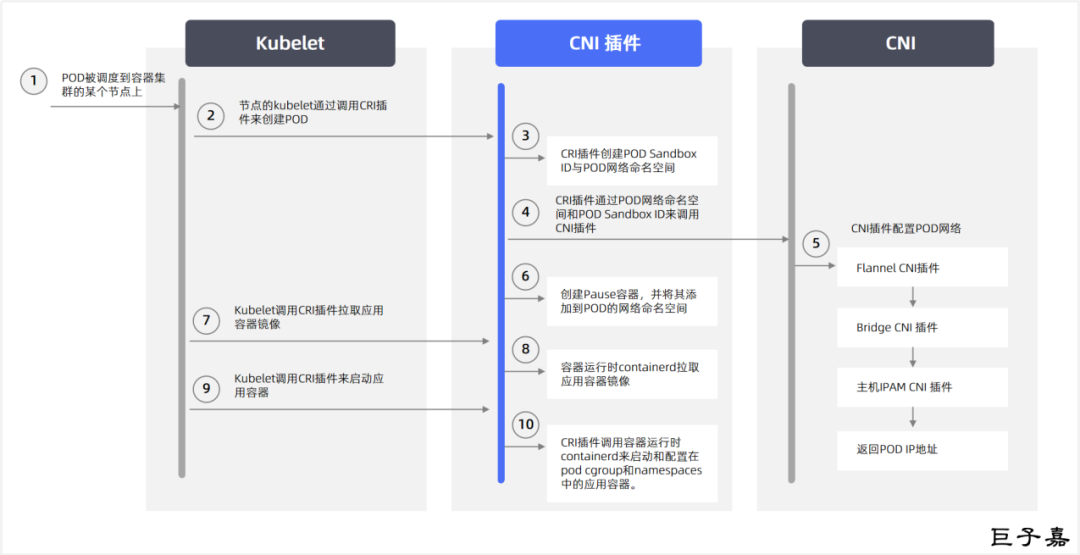 Kubelet
CNI 插件
CNI
1
POD被调度到容器集
群的某个节点上
2
节点的kubelet通过调用CRI插
件来创建POD
3
CRI插件创建POD Sandbox
ID与POD网络命名空间
4
CRI插件通过POD网络命名空
间和POD Sandbox ID来调用
CNI插件
5
CNI插件配置POD网络
Flannel CNI插件
Bridge CNI 插件
主机IPAM CNI 插件
返回POD IP地址
6
创建Pause容器，并将其添
加到POD的网络命名空间
7
Kubelet调用CRI插件拉取应用
容器镜像
8
容器运行时containerd拉取
应用容器镜像
9
Kubelet调用CRI插件来启动应
用容器
10
CRI插件调用容器运行时
containerd来启动和配置在
pod cgroup和namespaces
中的应用容器。
巨子嘉